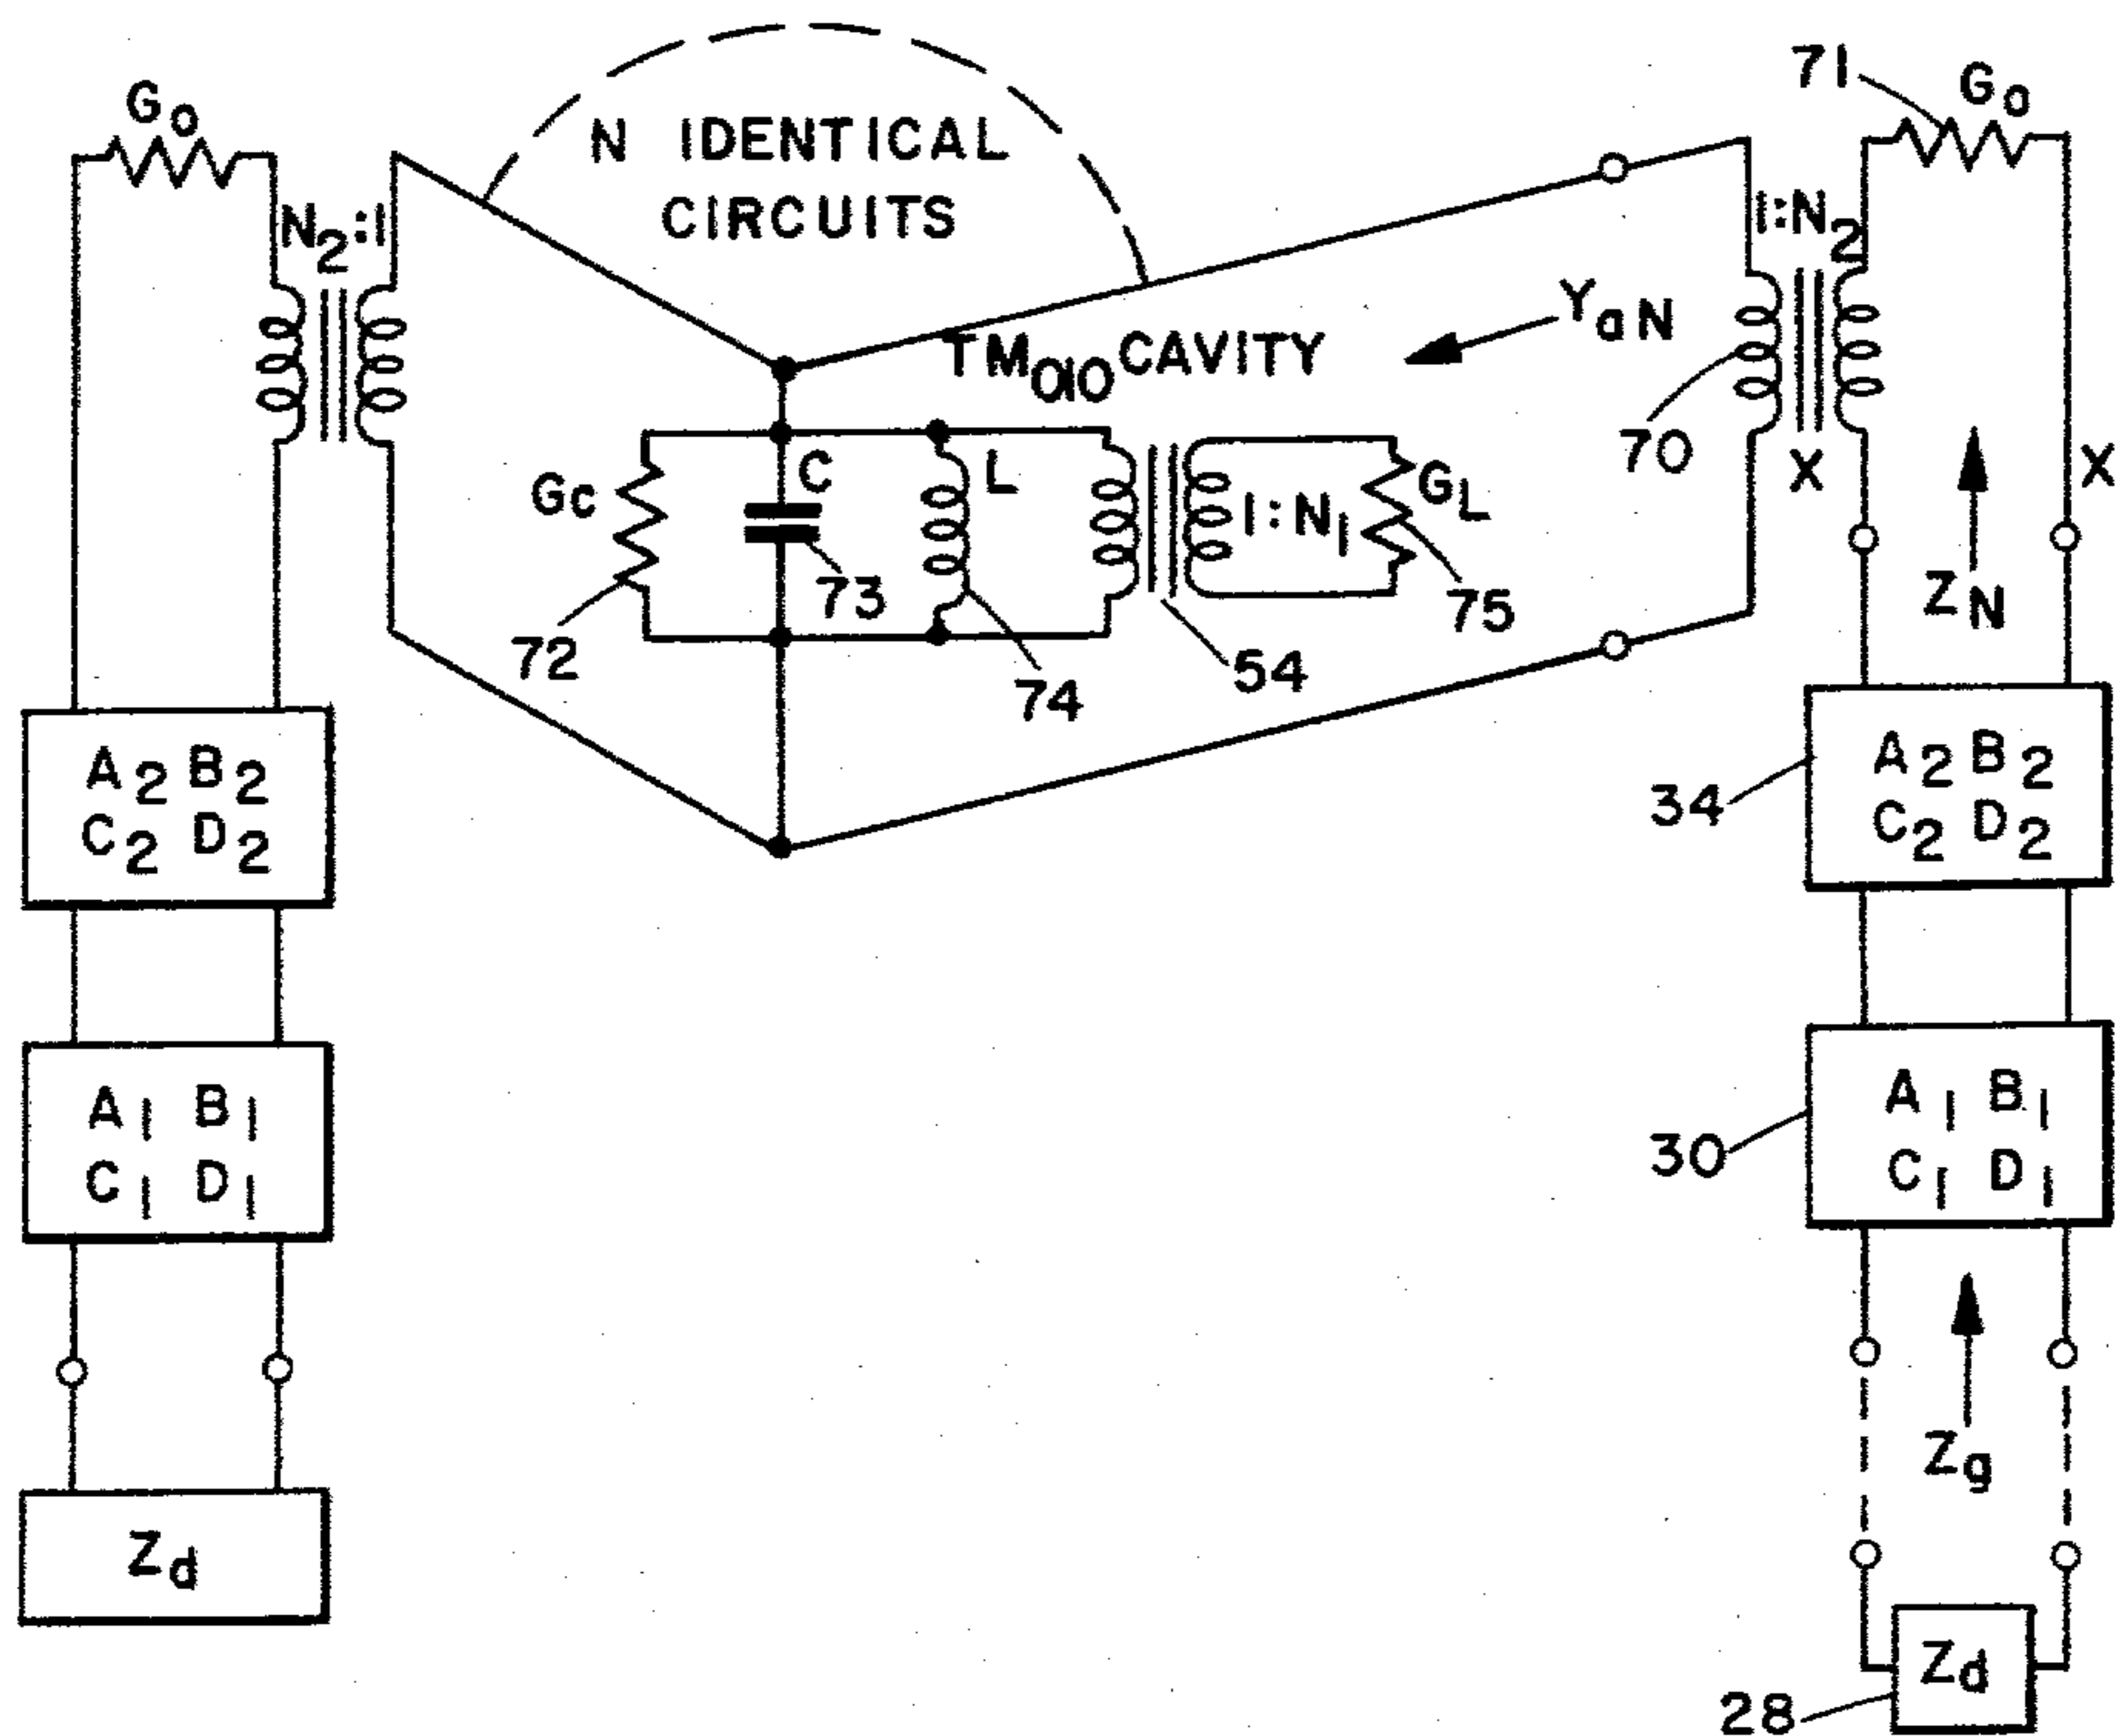 71
Go
Go
N IDENTICAL
CIRCUITS
N2:1
1:N2
YaN
TM010 CAVITY
70
X
X
Gc
C
L
1:N1
GL
73
75
ZN
72
54
74
A2 B2
C2 D2
34
A2 B2
C2 D2
A1 B1
C1 D1
30
A1 B1
C1 D1
Zg
Zd
Zd
28